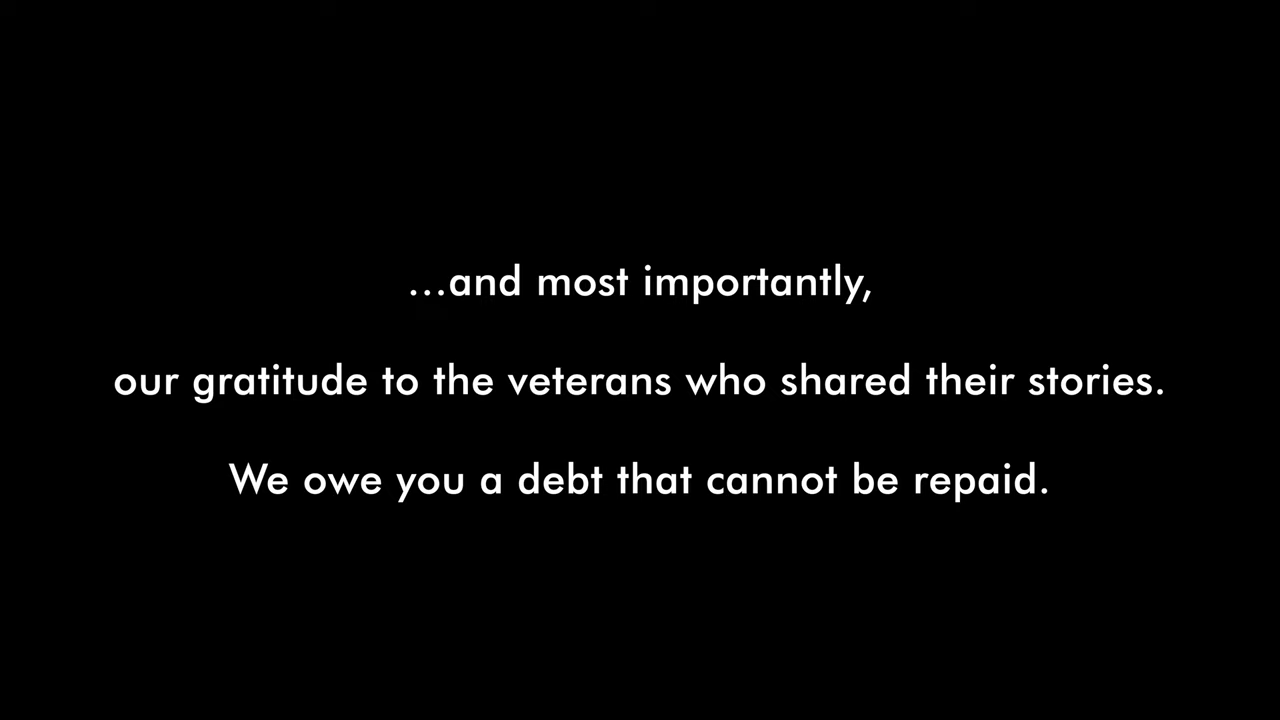 ...and most importantly,
our gratitude to the veterans who shared their stories.
We owe you a debt that cannot be repaid.